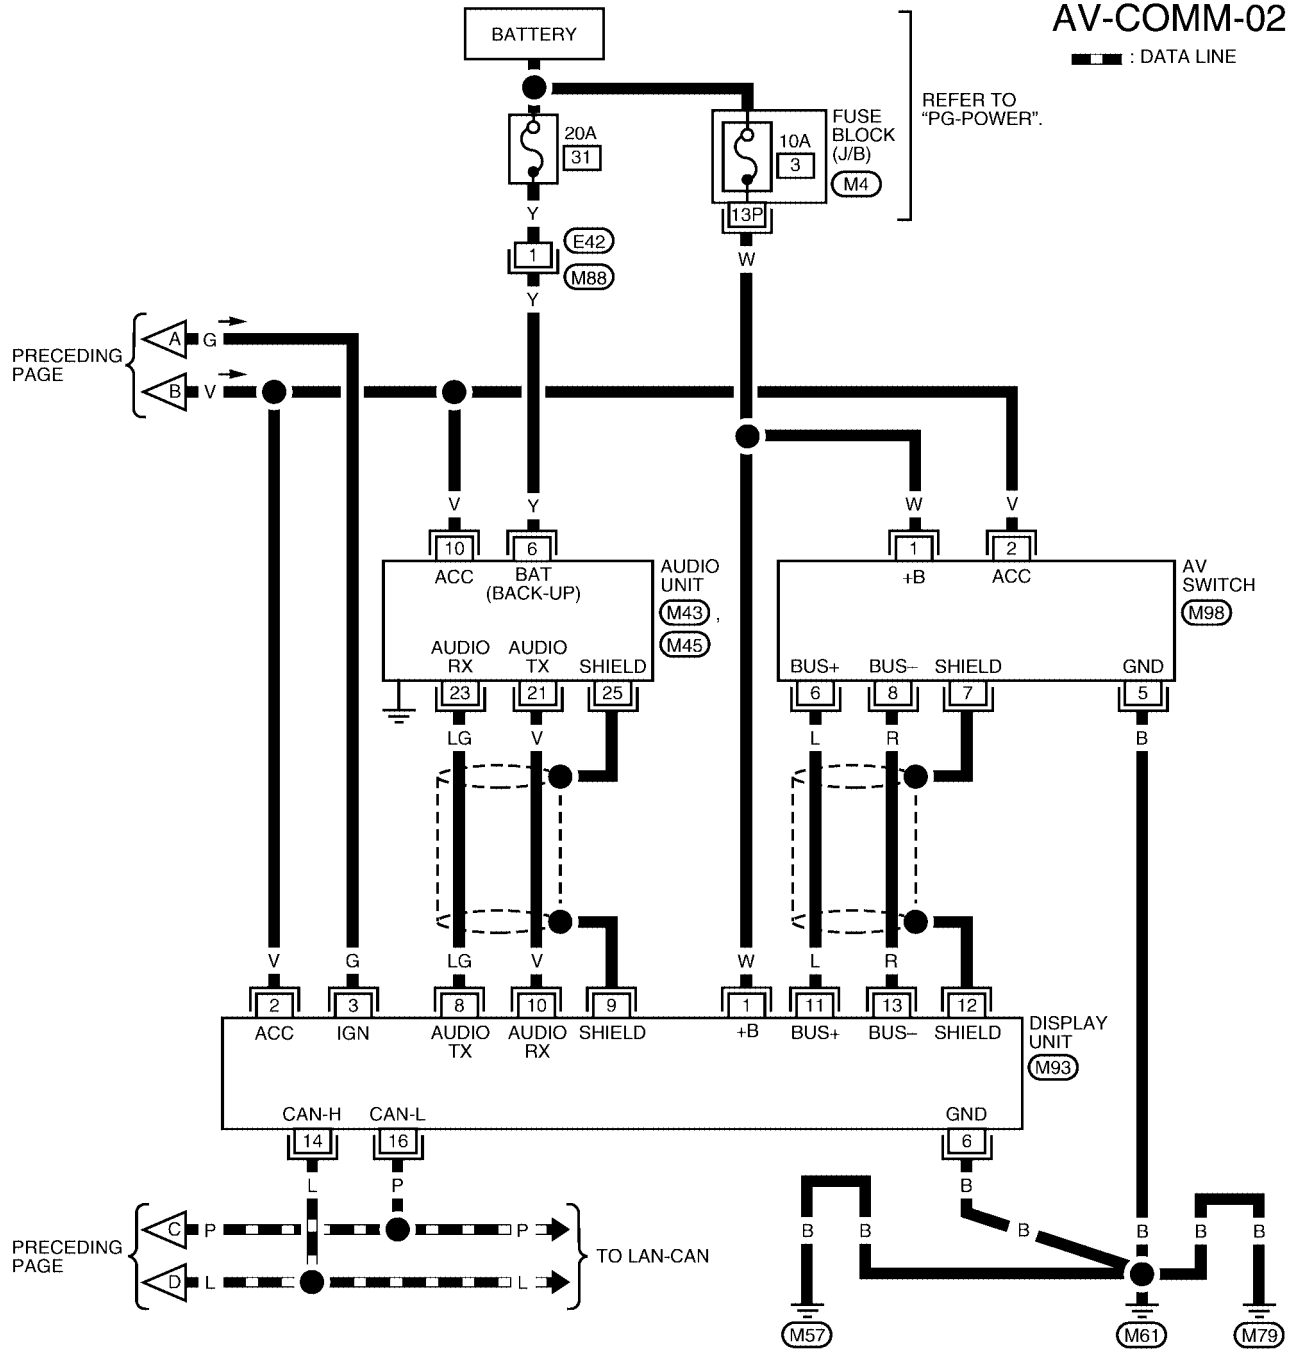 AV-COMM-02
: DATA LINE
BATTERY
REFER TO
“PG-POWER”.
20A
31
10A
3
FUSE
BLOCK
(J/B)
M4
13P
Y
W
1
E42
M88
Y
PRECEDING
PAGE
A G
B V
V
Y
W
V
10
6
1
2
ACC
BAT
(BACK-UP)
+B
ACC
AUDIO
UNIT
M43 ,
M45
AV
SWITCH
M98
AUDIO
RX
AUDIO
TX
SHIELD
BUS+
BUS–
SHIELD
GND
23
21
25
6
8
7
5
LG
V
L
R
B
V
G
LG
V
W
L
R
2
3
8
10
9
1
11
13
12
ACC
IGN
AUDIO
TX
AUDIO
RX
SHIELD
+B
BUS+
BUS–
SHIELD
DISPLAY
UNIT
M93
CAN-H
CAN-L
GND
14
16
6
L
P
B
PRECEDING
PAGE
C P
P
D L
L
TO LAN-CAN
B
B
B
B
B
B
M57
M61
M79